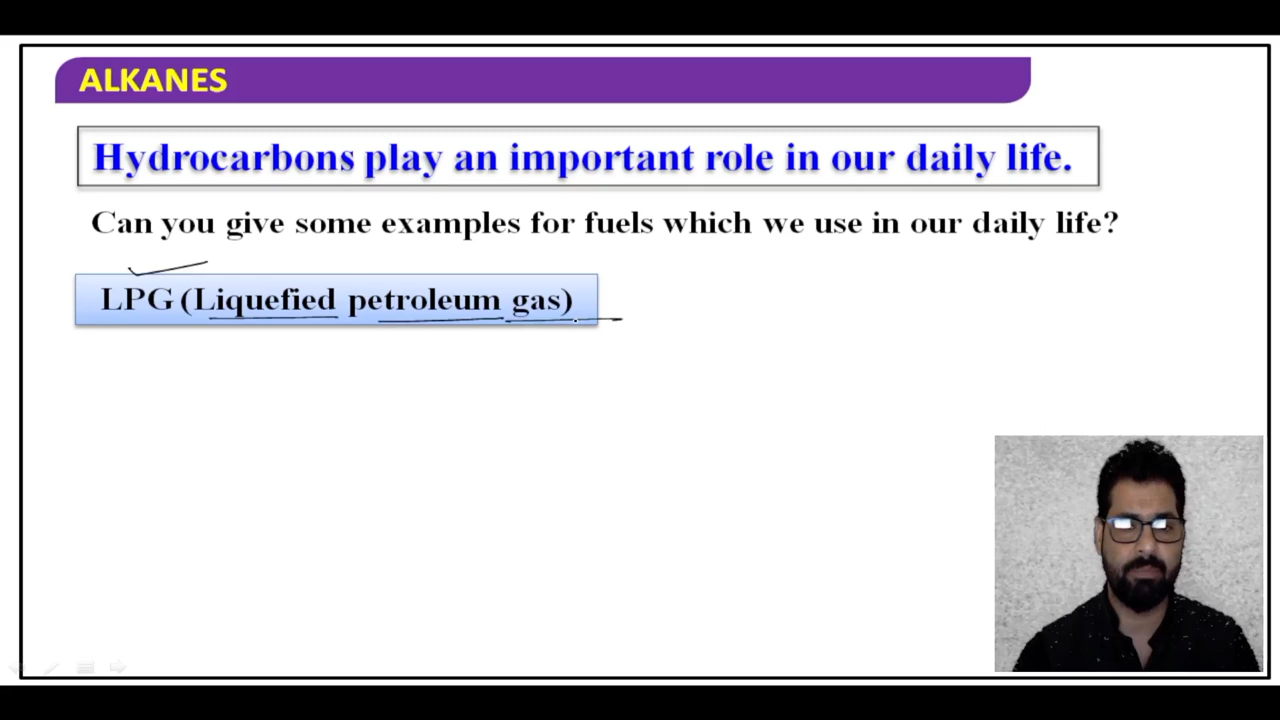 ALKANES
Hydrocarbons play an important role in our daily life.
Can you give some examples for fuels which we use in our daily life?
LPG (Liquefied petroleum gas)